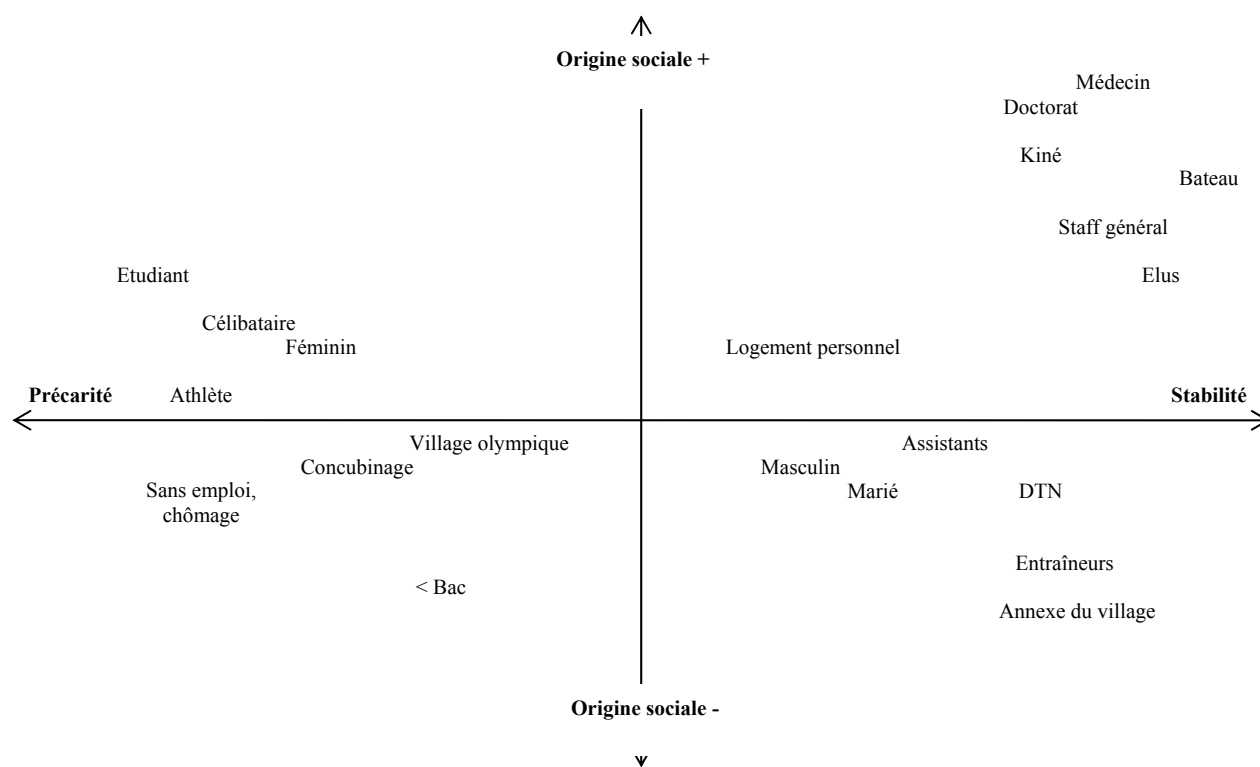 Origine sociale +
Médecin
Doctorat
Kiné
Bateau
Staff général
Etudiant
Elus
Célibataire
Féminin
Logement personnel
Précarité
Athlète
Stabilité
Village olympique
Assistants
Concubinage
Masculin
Sans emploi,
chômage
Marié
DTN
Entraîneurs
< Bac
Annexe du village
Origine sociale -